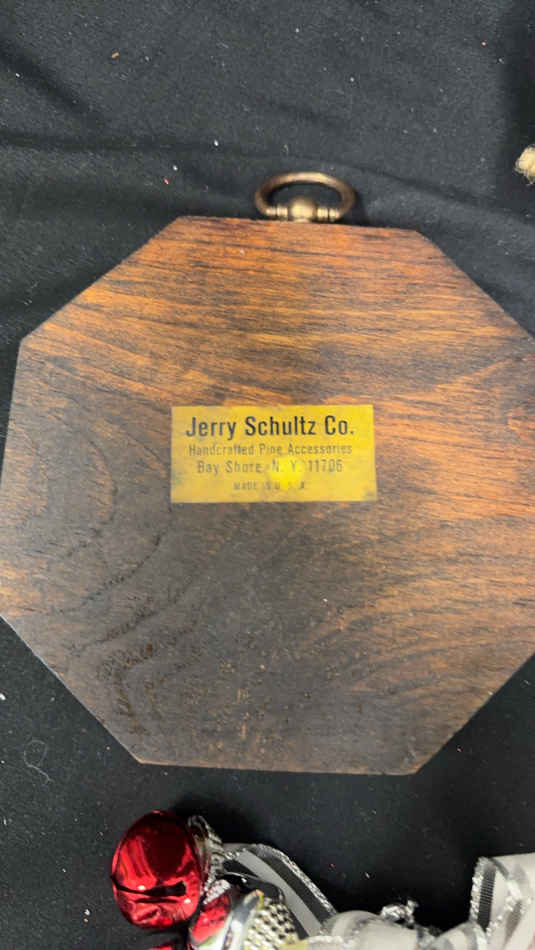 Jerry Schultz Co.
Handcrafted Pine Accessories
Bay Shore N. Y. 11706
MADE IN U. S. A.